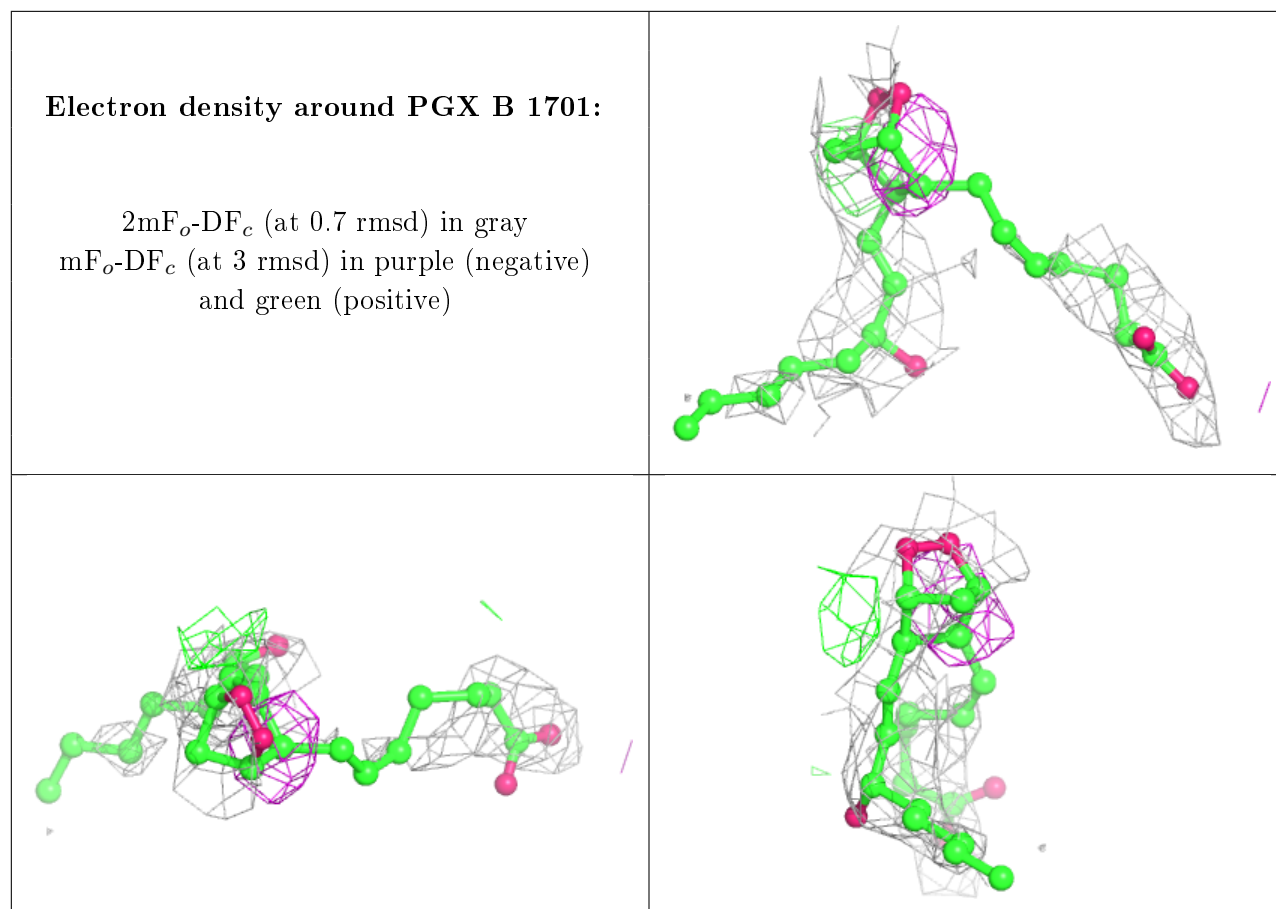 Electron density around PGX B 1701:
2mFo-DFc (at 0.7 rmsd) in gray
mFo-DFc (at 3 rmsd) in purple (negative)
and green (positive)